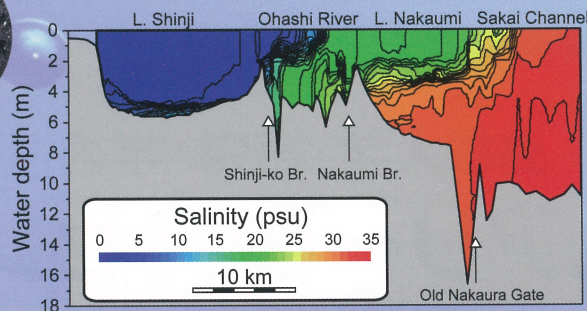 L. Shinji Ohashi River L. Nakaumi Sakai Channel
Water depth (m)
0
2
4
6
8
10
12
14
16
18
Shinji-ko Br. Nakaumi Br.
Salinity (psu)
0 5 10 15 20 25 30 35
10 km
Old Nakaura Gate